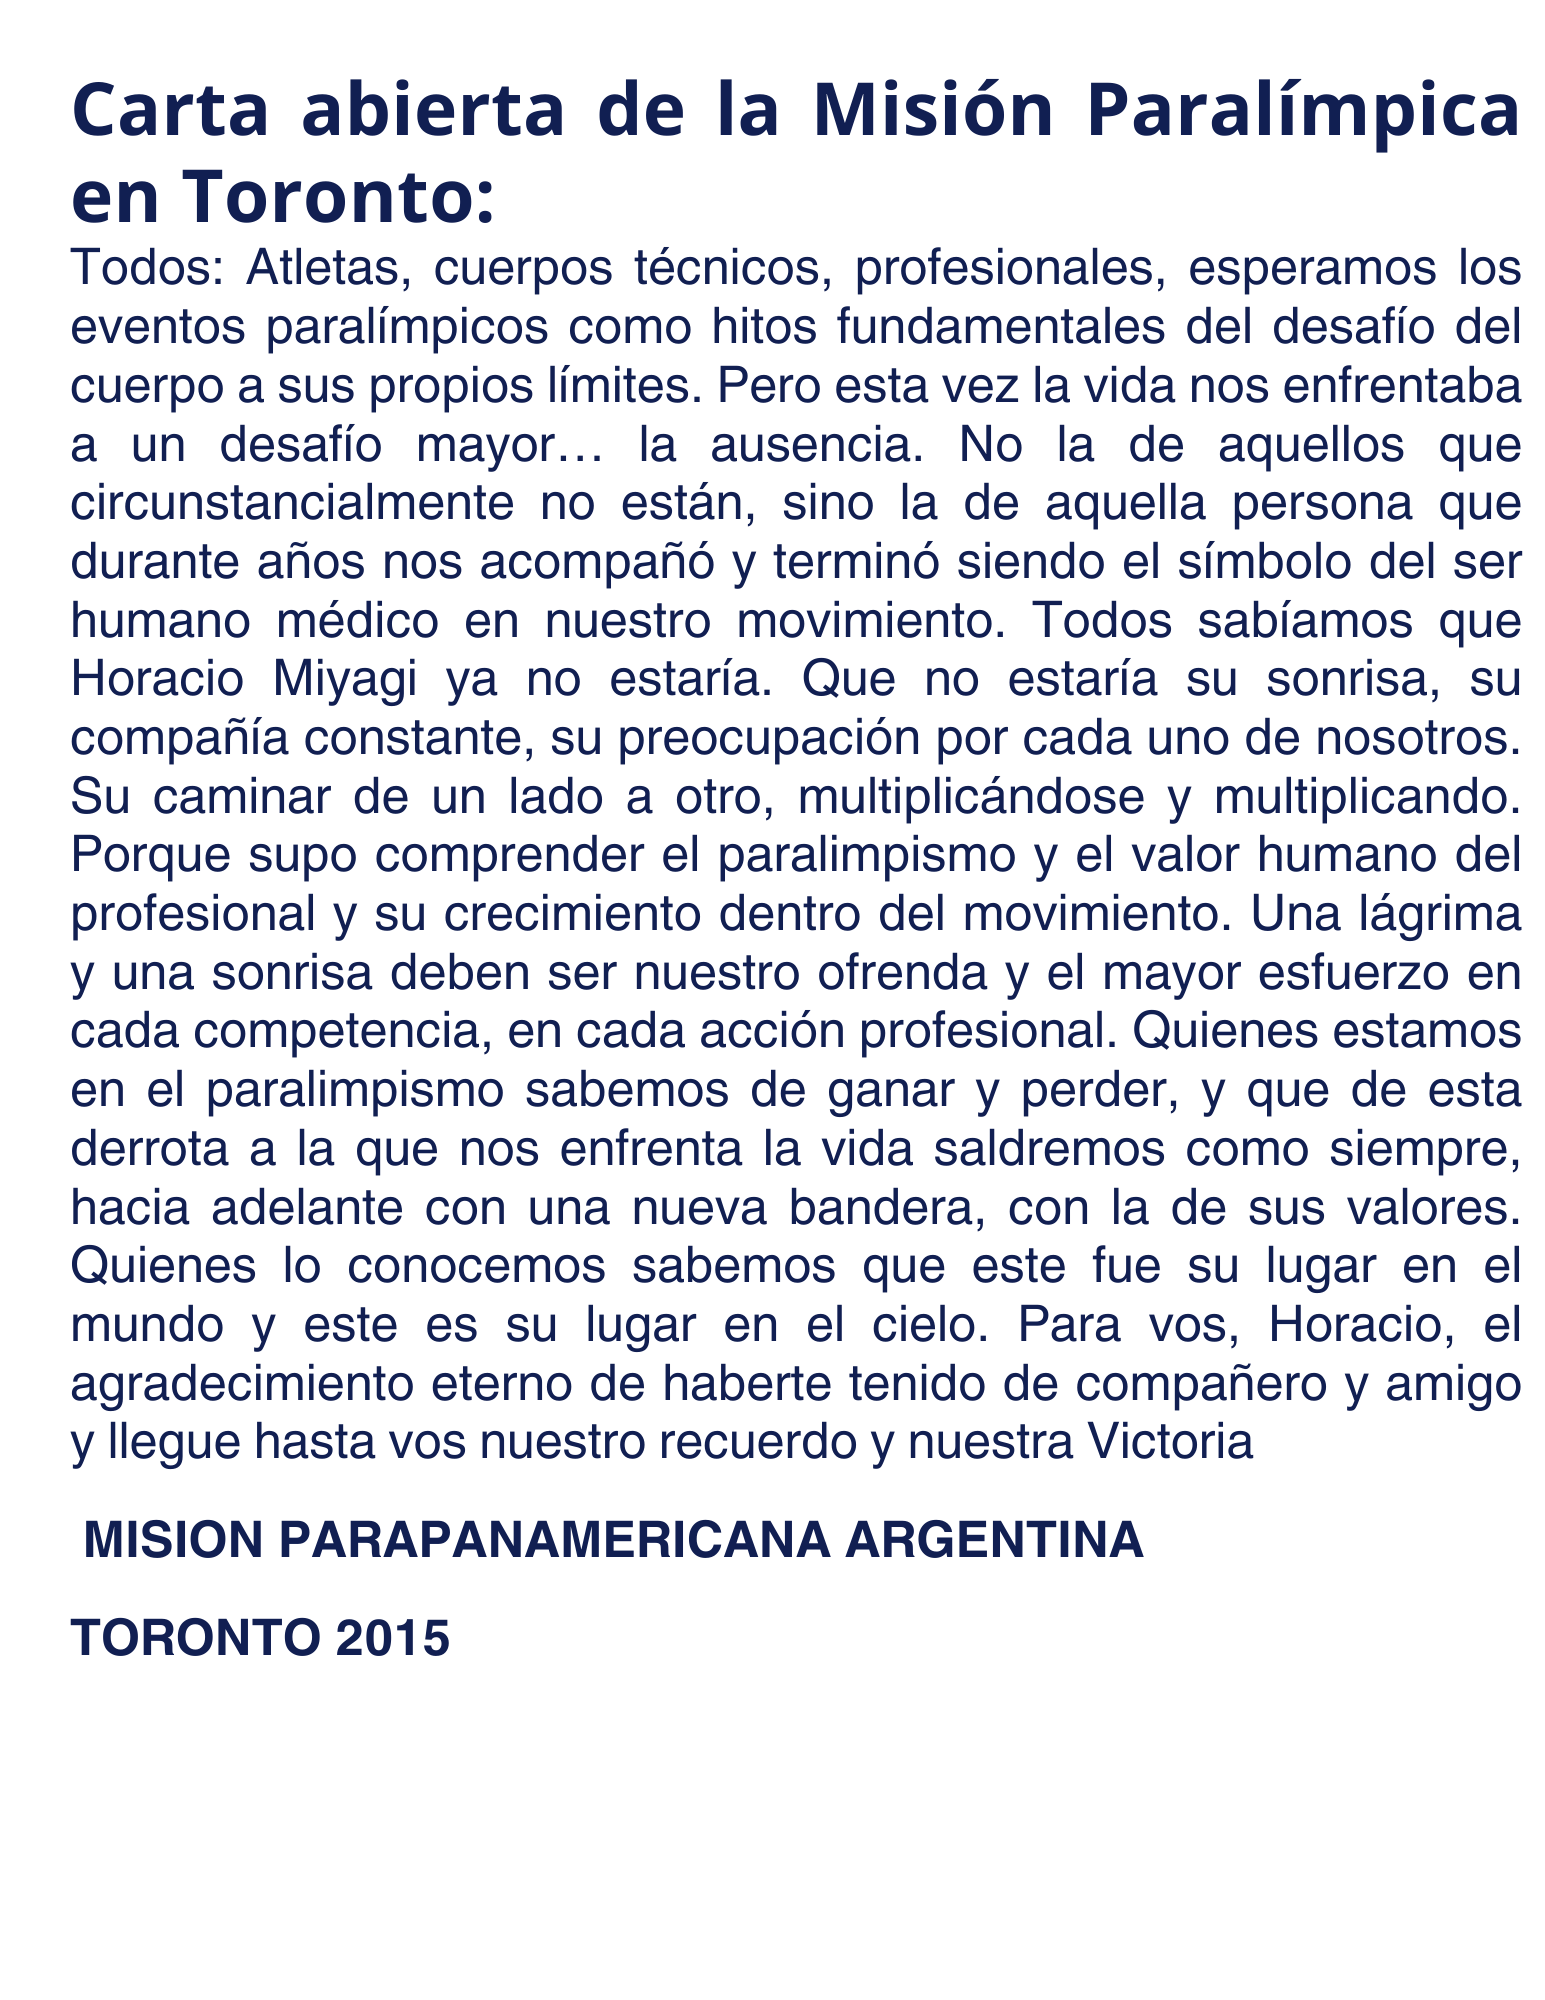 Carta abierta de la Misión Paralímpica
en Toronto:
Todos: Atletas, cuerpos técnicos, profesionales, esperamos los
eventos paralímpicos como hitos fundamentales del desafío del
cuerpo a sus propios límites. Pero esta vez la vida nos enfrentaba
a un desafío mayor… la ausencia. No la de aquellos que
circunstancialmente no están, sino la de aquella persona que
durante años nos acompañó y terminó siendo el símbolo del ser
humano médico en nuestro movimiento. Todos sabíamos que
Horacio Miyagi ya no estaría. Que no estaría su sonrisa, su
compañía constante, su preocupación por cada uno de nosotros.
Su caminar de un lado a otro, multiplicándose y multiplicando.
Porque supo comprender el paralimpismo y el valor humano del
profesional y su crecimiento dentro del movimiento. Una lágrima
y una sonrisa deben ser nuestro ofrenda y el mayor esfuerzo en
cada competencia, en cada acción profesional. Quienes estamos
en el paralimpismo sabemos de ganar y perder, y que de esta
derrota a la que nos enfrenta la vida saldremos como siempre,
hacia adelante con una nueva bandera, con la de sus valores.
Quienes lo conocemos sabemos que este fue su lugar en el
mundo y este es su lugar en el cielo. Para vos, Horacio, el
agradecimiento eterno de haberte tenido de compañero y amigo
y llegue hasta vos nuestro recuerdo y nuestra Victoria
MISION PARAPANAMERICANA ARGENTINA
TORONTO 2015